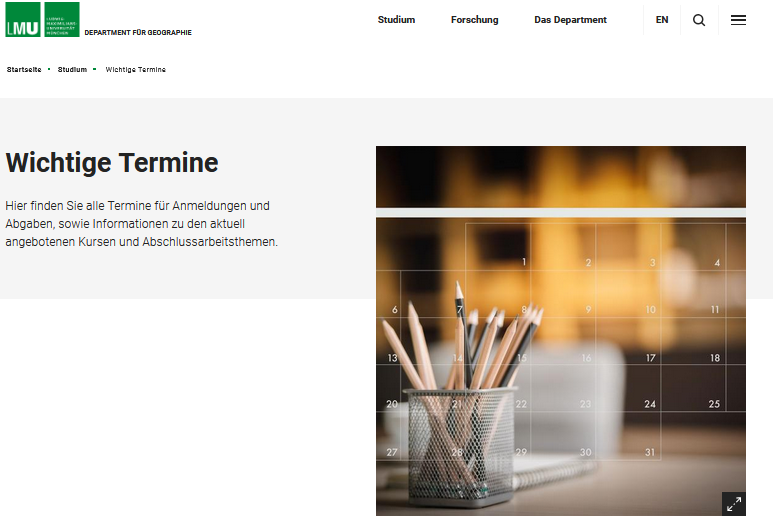 LMU
LUDWIG-
MAXIMILIANS-
UNIVERSITÄT
MÜNCHEN
DEPARTMENT FÜR GEOGRAPHIE
Studium
Forschung
Das Department
EN
Startseite • Studium • Wichtige Termine
Wichtige Termine
Hier finden Sie alle Termine für Anmeldungen und
Abgaben, sowie Informationen zu den aktuell
angebotenen Kursen und Abschlussarbeitsthemen.
1 2 3 4
6 7 8 9 10 11
13 14 15 16 17 18
20 21 22 23 24 25
27 28 29 30 31